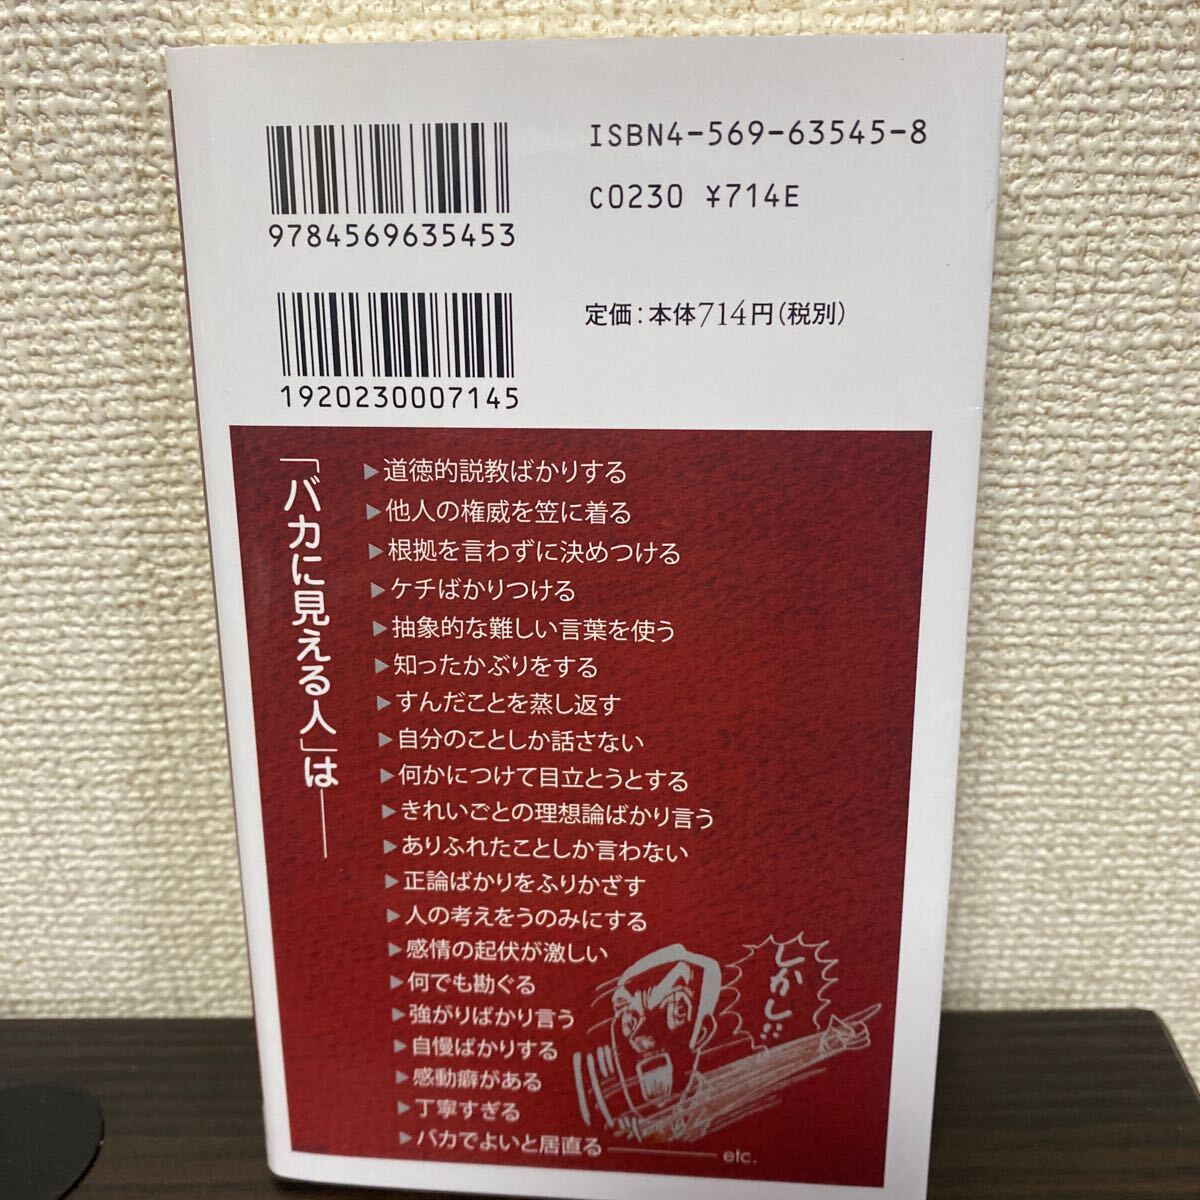 ISBN4-569-63545-8
C0230 ¥714E
9784569635453
定価：本体714円（税別）
1920230007145
「バカに見える人」は――
▶道徳的説教ばかりする
▶他人の権威を笠に着る
▶根拠を言わずに決めつける
▶ケチばかりつける
▶抽象的な難しい言葉を使う
▶知ったかぶりをする
▶すんだことを蒸し返す
▶自分のことしか話さない
▶何かにつけて目立とうとする
▶きれいごとの理想論ばかり言う
▶ありふれたことしか言わない
▶正論ばかりをふりかざす
▶人の考えをうのみにする
▶感情の起伏が激しい
▶何でも勘ぐる
▶強がりばかり言う
▶自慢ばかりする
▶感動癖がある
▶丁寧すぎる
▶バカでよいと居直る――etc.
しかし…